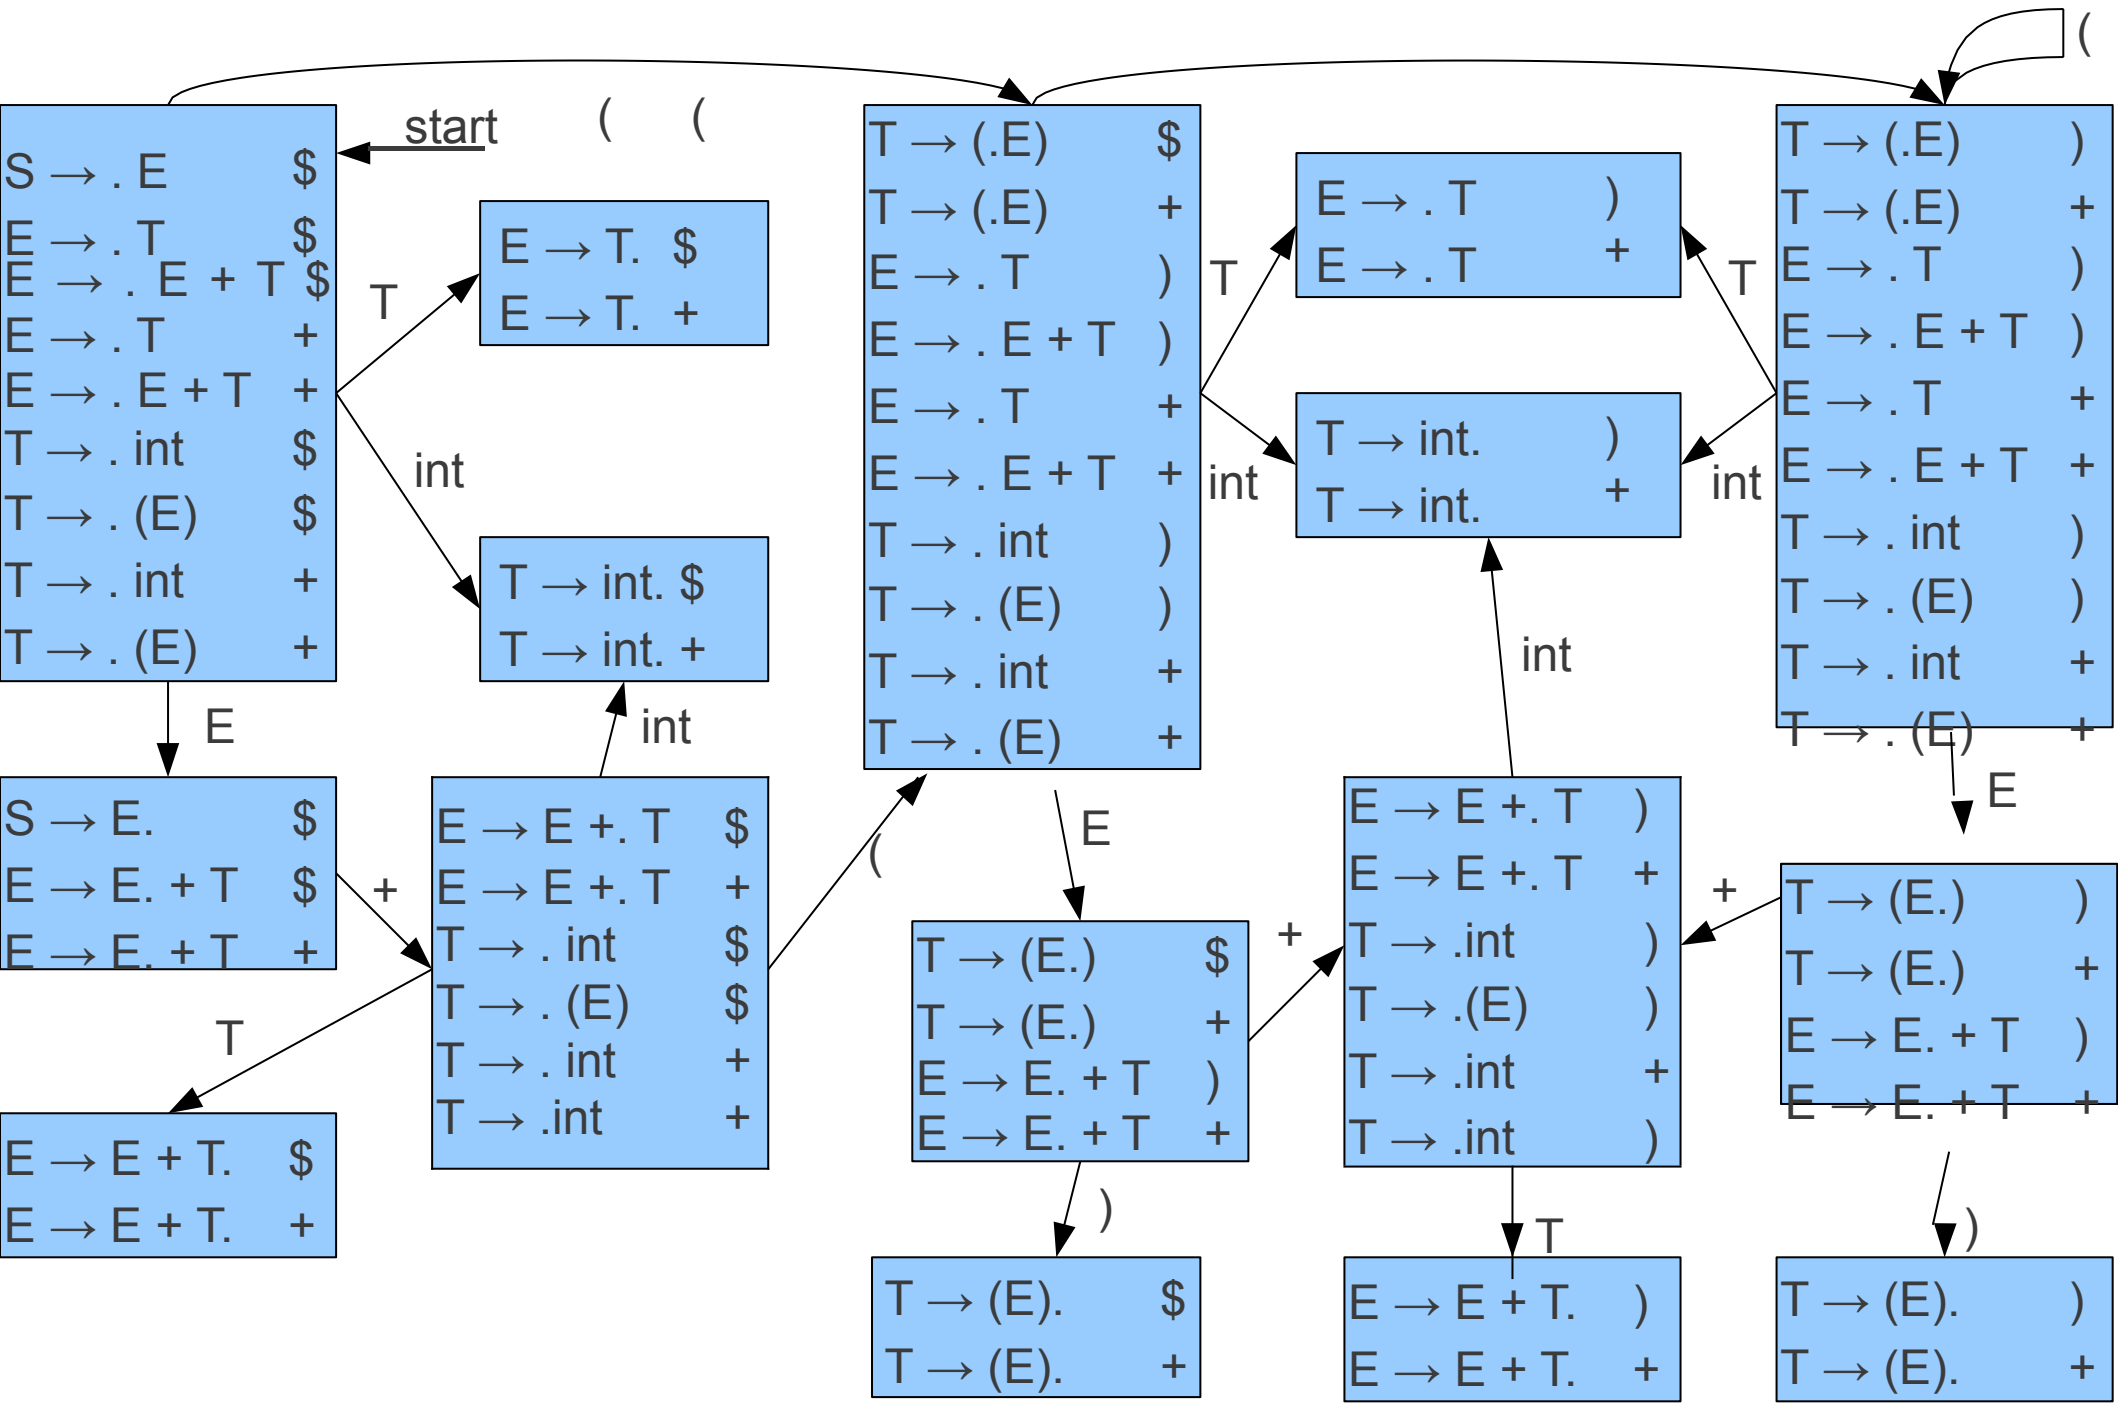 (
start ( (
S → . E $
E → . T $
E → . E + T $
E → . T +
E → . E + T +
T → . int $
T → . (E) $
T → . int +
T → . (E) +
T
E → T. $
E → T. +
int
T → int. $
T → int. +
E
int
S → E. $
E → E. + T $
E → E. + T +
+
E → E +. T $
E → E +. T +
T → . int $
T → . (E) $
T → . int +
T → .int +
(
T
E → E + T. $
E → E + T. +
T → (.E) $
T → (.E) +
E → . T )
E → . E + T )
E → . T +
E → . E + T +
T → . int )
T → . (E) )
T → . int +
T → . (E) +
T
E → . T )
E → . T +
T
int
T → int. )
T → int. +
int
T → (.E) )
T → (.E) +
E → . T )
E → . E + T )
E → . T +
E → . E + T +
T → . int )
T → . (E) )
T → . int +
T → . (E) +
int
E
E
T → (E.) $
T → (E.) +
E → E. + T )
E → E. + T +
+
E → E +. T )
E → E +. T +
T → .int )
T → .(E) )
T → .int +
T → .int )
+
T → (E.) )
T → (E.) +
E → E. + T )
E → E. + T +
)
T
)
T → (E). $
T → (E). +
E → E + T. )
E → E + T. +
T → (E). )
T → (E). +